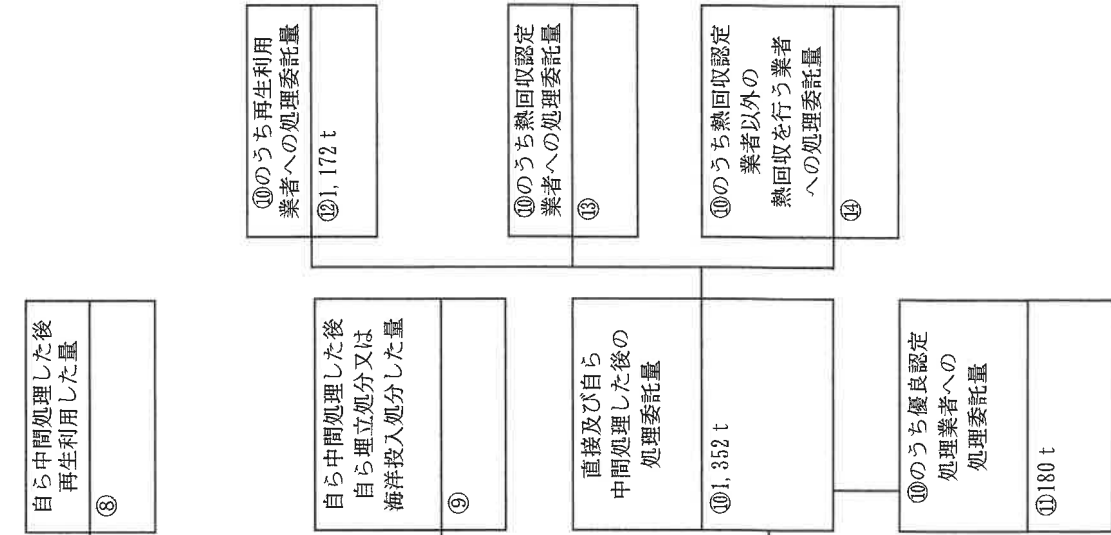 自ら中間処理した後
再生利用した量
⑧
自ら中間処理した後
自ら埋立処分又は
海洋投入処分した量
⑨
直接及び自ら
中間処理した後の
処理委託量
⑩1,352t
⑩のうち優良認定
処理業者への
処理委託量
⑪180t
⑩のうち再生利用
業者への処理委託量
⑫1,172t
⑩のうち熱回収認定
業者への処理委託量
⑬
⑩のうち熱回収認定
業者以外の
熱回収を行う業者
への処理委託量
⑭